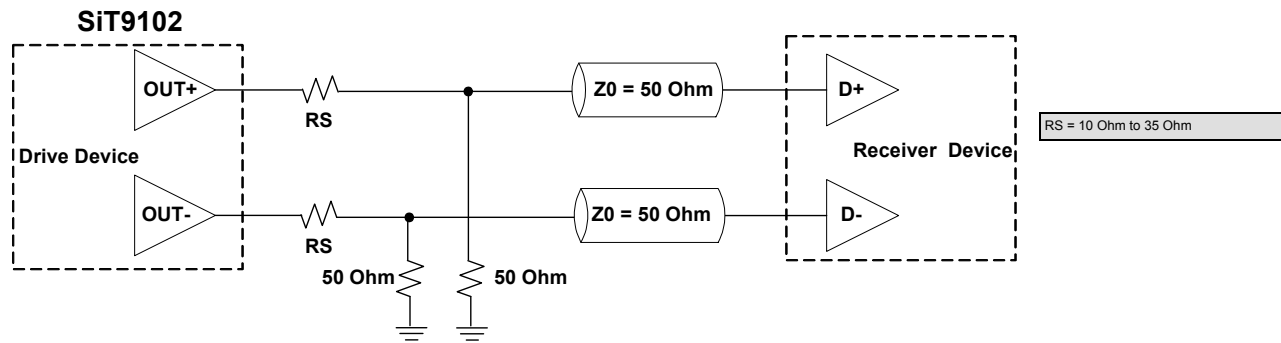 SiT9102
OUT+
RS
Z0 = 50 Ohm
D+
RS = 10 Ohm to 35 Ohm
Drive Device
Receiver Device
OUT-
RS
Z0 = 50 Ohm
D-
50 Ohm
50 Ohm